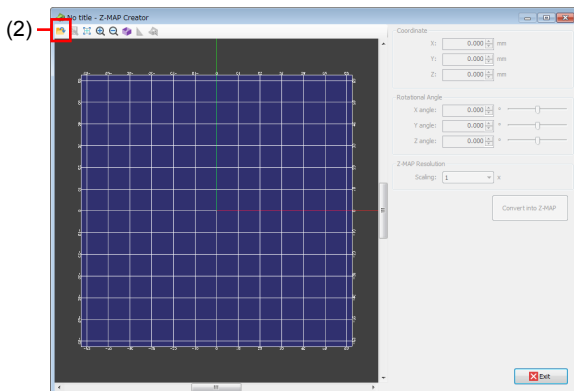 (2)
No title - Z-MAP Creator
Coordinate
X: 0.000 mm
Y: 0.000 mm
Z: 0.000 mm
Rotational Angle
X angle: 0.000 °
Y angle: 0.000 °
Z angle: 0.000 °
Z-MAP Resolution
Scaling: 1 x
Convert into Z-MAP
Exit